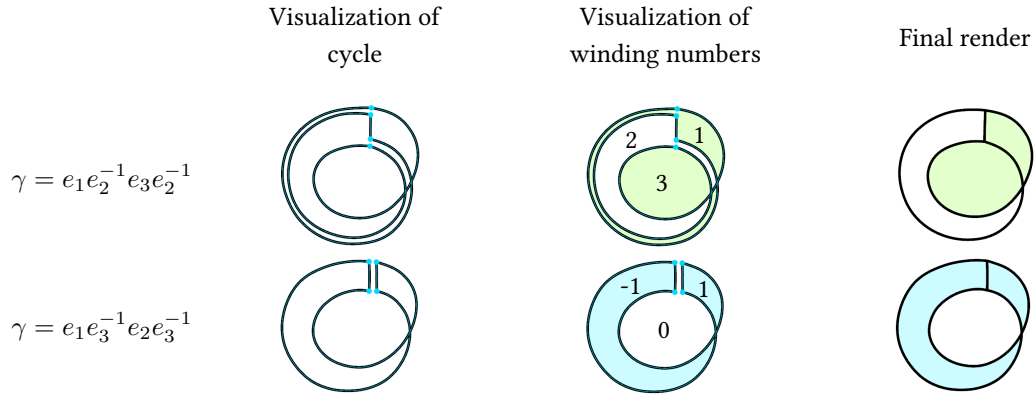 Visualization of
cycle
Visualization of
winding numbers
Final render
γ = e₁e₂⁻¹e₃e₂⁻¹
2
1
3
γ = e₁e₃⁻¹e₂e₃⁻¹
-1
1
0